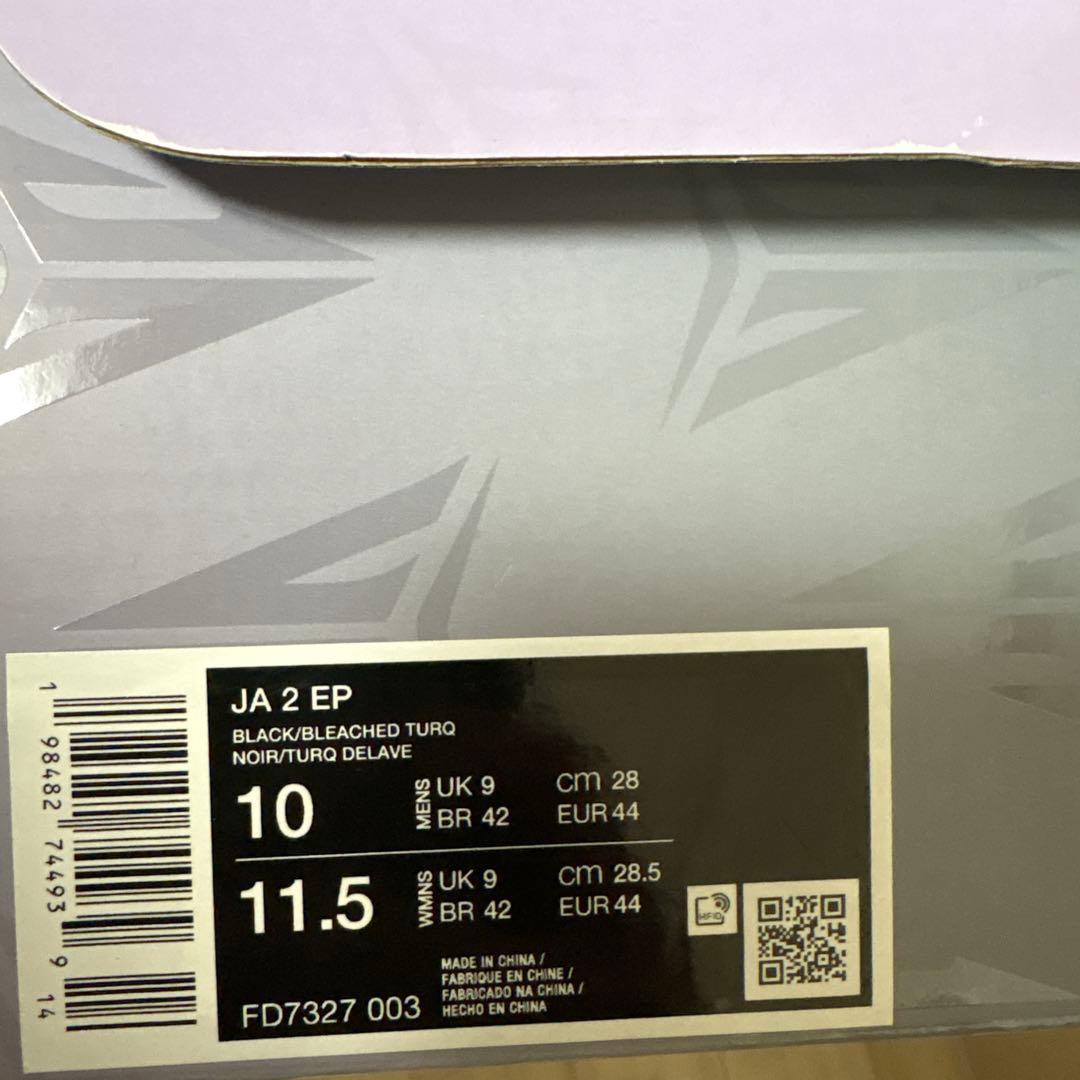 JA 2 EP
BLACK/BLEACHED TURQ
NOIR/TURQ DELAVE
10 MENS UK 9 cm 28
BR 42 EUR 44
11.5 WMNS UK 9 cm 28.5
BR 42 EUR 44
RFID
MADE IN CHINA /
FABRIQUE EN CHINE /
FABRICADO NA CHINA /
HECHO EN CHINA
FD7327 003
1 98482 74493 9 14